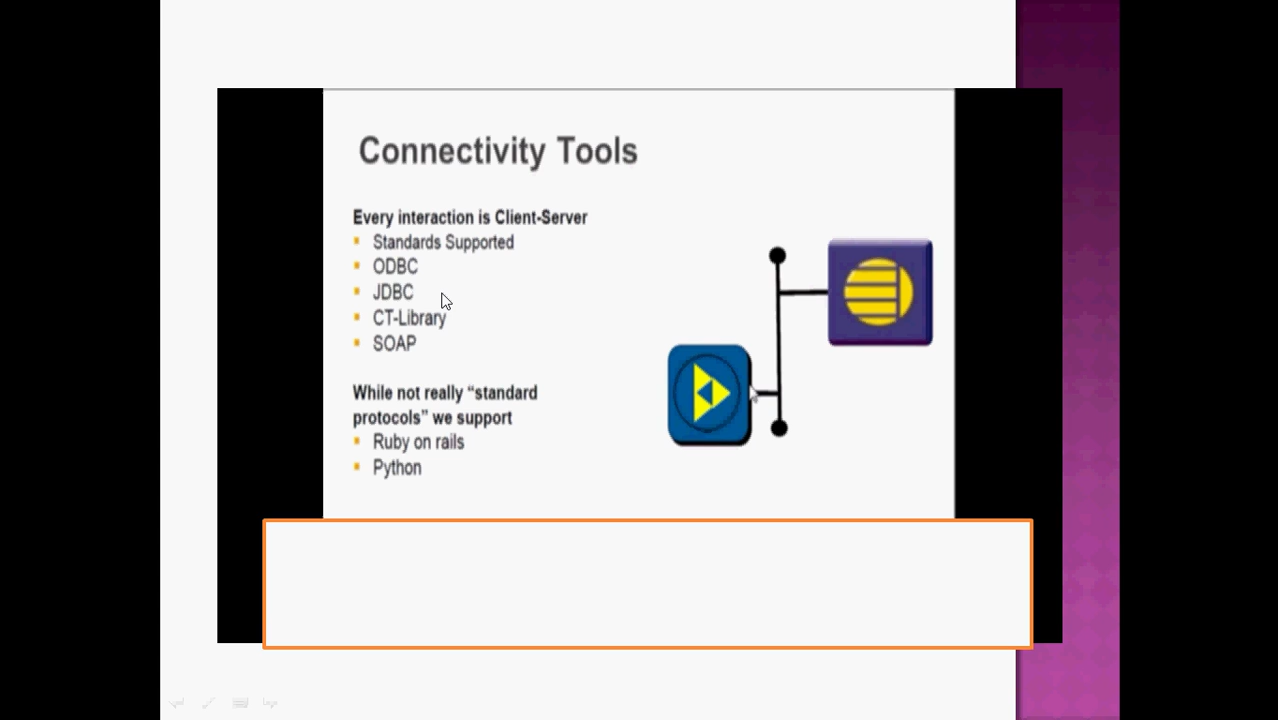 Connectivity Tools
Every interaction is Client-Server
Standards Supported
ODBC
JDBC
CT-Library
SOAP
While not really “standard
protocols” we support
Ruby on rails
Python